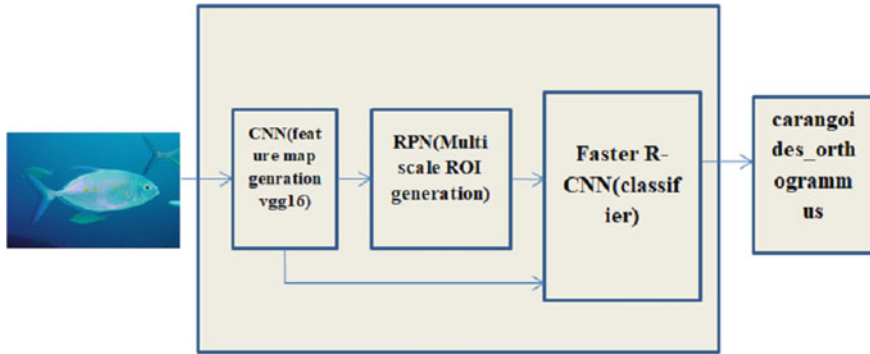 CNN(feat
ure map
genration
vgg16)
RPN(Multi
scale ROI
generation)
Faster R-
CNN(classif
ier)
carangoi
des_orth
ogramm
us